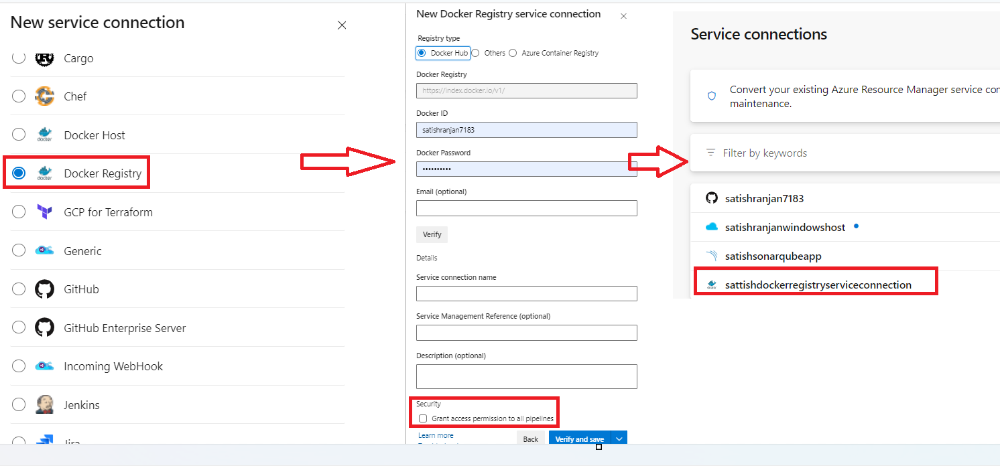 New service connection
Cargo
Chef
docker
Docker Host
docker
Docker Registry
GCP for Terraform
Generic
GitHub
GitHub Enterprise Server
Incoming WebHook
Jenkins
Jira
New Docker Registry service connection
Registry type
Docker Hub Others Azure Container Registry
Docker Registry
https://index.docker.io/v1/
Docker ID
satishranjan7183
Docker Password
••••••••••
Email (optional)
Verify
Details
Service connection name
Service Management Reference (optional)
Description (optional)
Security
Grant access permission to all pipelines
Learn more
Back Verify and save
Service connections
Convert your existing Azure Resource Manager service con
maintenance.
Filter by keywords
satishranjan7183
satishranjanwindowshost
satishsonarqubeapp
docker
sattishdockerregistryserviceconnection